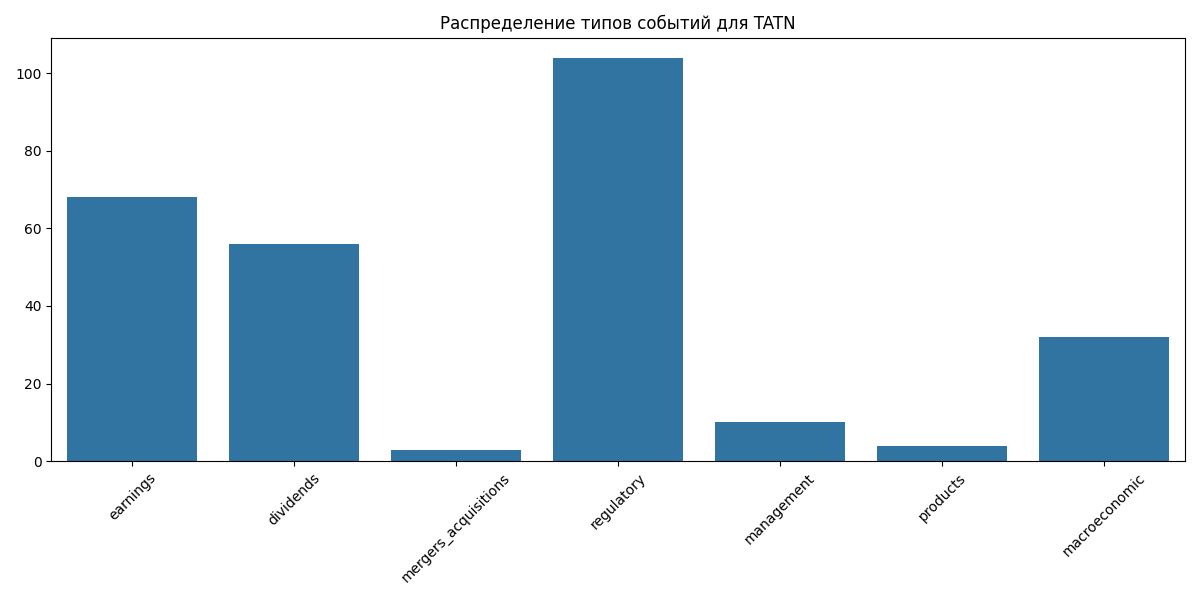 Распределение типов событий для TATN
100
80
60
40
20
0
earnings
dividends
mergers_acquisitions
regulatory
management
products
macroeconomic